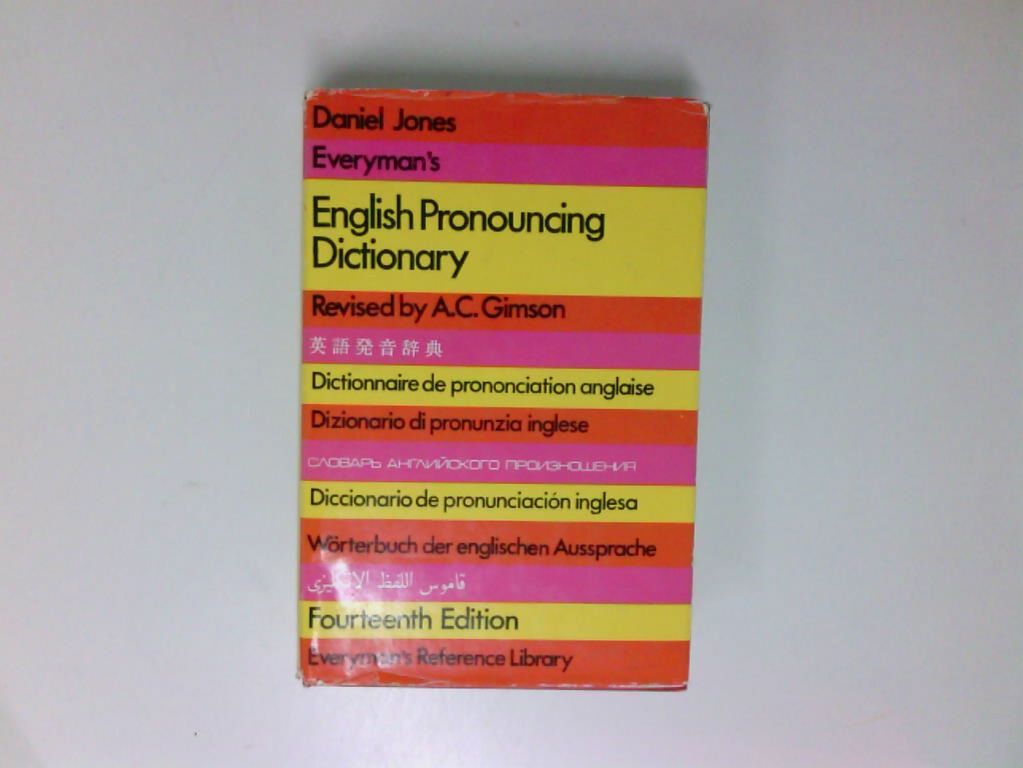 Daniel Jones
Everyman's
English Pronouncing
Dictionary
Revised by A.C. Gimson
英語発音辞典
Dictionnaire de prononciation anglaise
Dizionario di pronunzia inglese
СЛОВАРЬ АНГЛИЙСКОГО ПРОИЗНОШЕНИЯ
Diccionario de pronunciación inglesa
Wörterbuch der englischen Aussprache
قاموس اللفظ الإنكليزى
Fourteenth Edition
Everyman's Reference Library